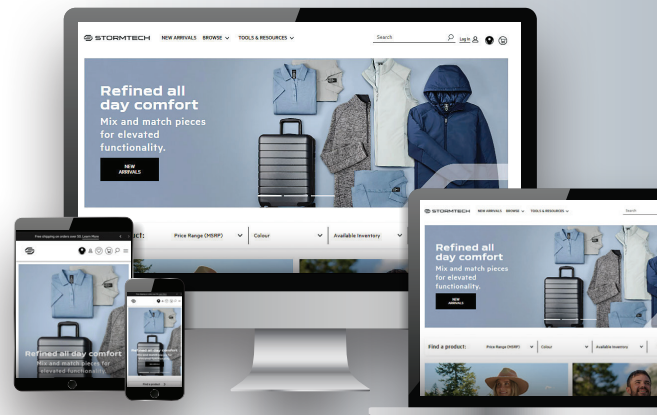 STORMTECH NEW ARRIVALS BROWSE TOOLS & RESOURCES Search Log in
Refined all
day comfort
Mix and match pieces
for elevated
functionality.
NEW
ARRIVALS
uct: Price Range (MSRP) Colour Available Inventory
STORMTECH NEW ARRIVALS BROWSE TOOLS & RESOURCES Search
Refined all
day comfort
Mix and match pieces
for elevated
functionality.
NEW
ARRIVALS
Find a product: Price Range (MSRP) Colour Available Inventory
Refined all day comfort
Mix and match pieces for
elevated functionality.
Find a product